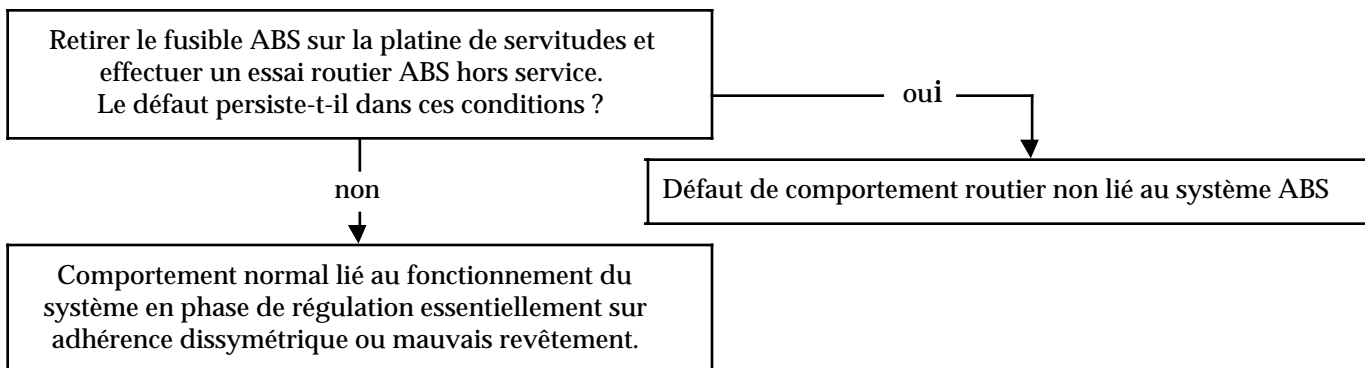 Retirer le fusible ABS sur la platine de servitudes et
effectuer un essai routier ABS hors service.
Le défaut persiste-t-il dans ces conditions ?
oui
non
Défaut de comportement routier non lié au système ABS
Comportement normal lié au fonctionnement du
système en phase de régulation essentiellement sur
adhérence dissymétrique ou mauvais revêtement.